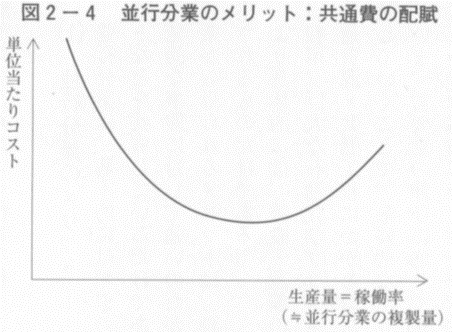 図2－4　並行分業のメリット：共通費の配賦
単位当たりコスト
生産量＝稼働率
（≒並行分業の複製量）